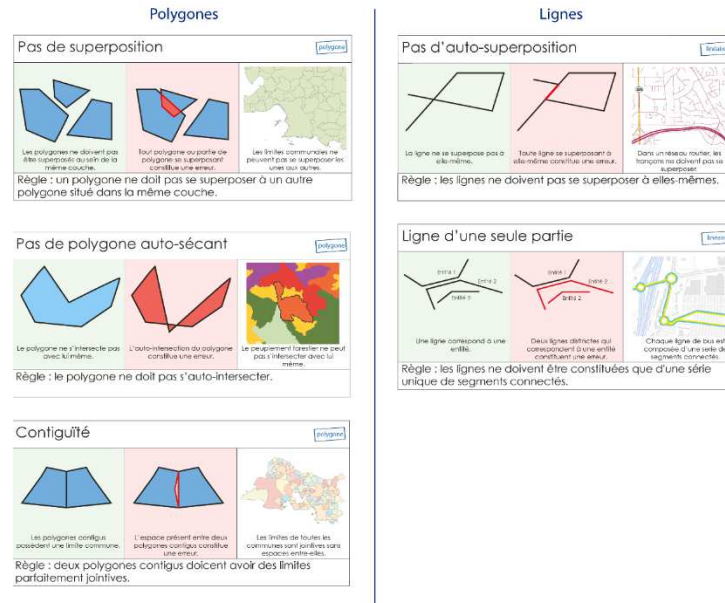 Polygones
Pas de superposition
polygone
Les polygones ne doivent pas
être superposés au sein de la
même couche.
Tout polygone ou partie de
polygone se superposant
constitue une erreur.
Les limites communales ne
peuvent pas se superposer les
unes aux autres.
Règle : un polygone ne doit pas se superposer à un autre
polygone situé dans la même couche.
Pas de polygone auto-sécant
polygone
Le polygone ne s'intersecte pas
avec lui même.
L'auto-intersection du polygone
constitue une erreur.
Le peuplement forestier ne peut
pas s'intersecter avec lui
même.
Règle : le polygone ne doit pas s'auto-intersecter.
Contiguïté
polygone
Les polygones contigus
possèdent une limite commune.
L'espace présent entre deux
polygones contigus constitue
une erreur.
Les limites de toutes les
communes sont jointives sans
espaces entre-elles.
Règle : deux polygones contigus doicent avoir des limites
parfaitement jointives.
Lignes
Pas d'auto-superposition
linéaire
La ligne ne se superpose pas à
elle-même.
Toute ligne se superposant à
elle-même constitue une erreur.
Dans un réseau routier, les
tronçons ne doivent pas se
superposer.
Règle : les lignes ne doivent pas se superposer à elles-mêmes.
Ligne d'une seule partie
Entité 1
Entité 2
Entité 3
Entité 1
Entité 2
Entité 2
Une ligne correspond à une
entité.
Deux lignes distinctes qui
correspondent à une entité
constituent une erreur.
Chaque ligne de bus est
composée d'une serie de
segments connectés.
Règle : les lignes ne doivent être constituées que d'une série
unique de segments connectés.